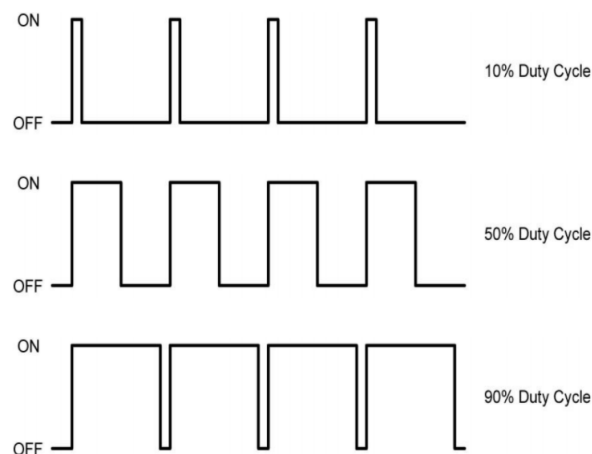 ON
10% Duty Cycle
OFF
ON
50% Duty Cycle
OFF
ON
90% Duty Cycle
OFF